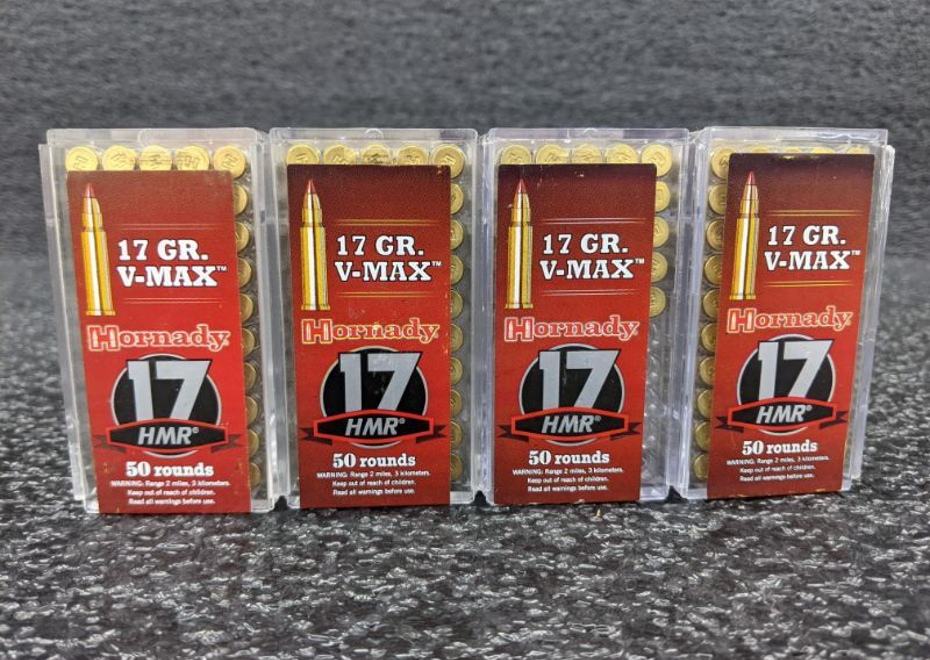 17 GR.
V-MAX™
Hornady
17
HMR®
50 rounds
WARNING: Range 2 miles, 3 kilometers.
Keep out of reach of children.
Read all warnings before use.
17 GR.
V-MAX™
Hornady
17
HMR®
50 rounds
WARNING: Range 2 miles, 3 kilometers.
Keep out of reach of children.
Read all warnings before use.
17 GR.
V-MAX™
Hornady
17
HMR®
50 rounds
WARNING: Range 2 miles, 3 kilometers.
Keep out of reach of children.
Read all warnings before use.
17 GR.
V-MAX™
Hornady
17
HMR®
50 rounds
WARNING: Range 2 miles, 3 kilometers.
Keep out of reach of children.
Read all warnings before use.